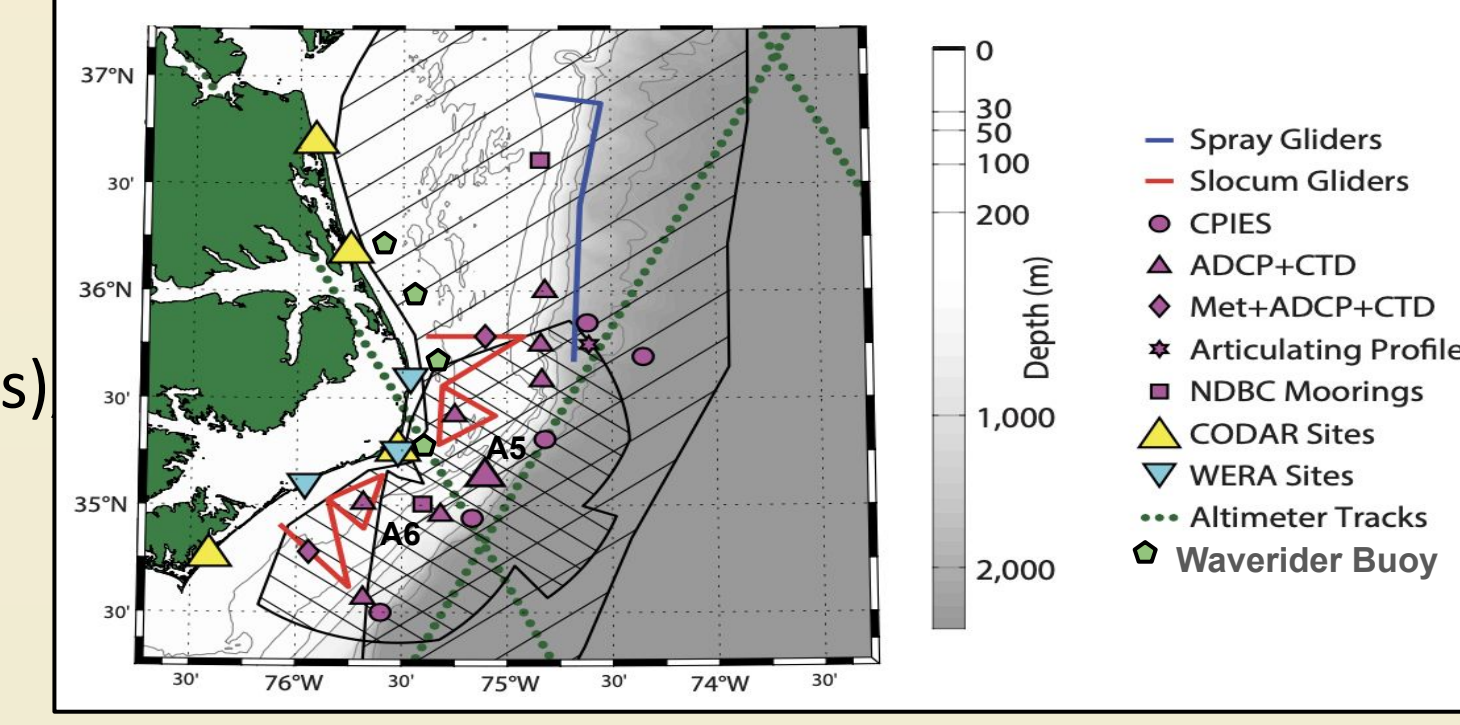 s)
37°N
30'
36°N
30'
35°N
30'
30'
76°W
30'
75°W
30'
74°W
30'
A5
A6
0
30
50
100
200
1,000
2,000
Depth (m)
Spray Gliders
Slocum Gliders
CPIES
ADCP+CTD
Met+ADCP+CTD
Articulating Profile
NDBC Moorings
CODAR Sites
WERA Sites
Altimeter Tracks
Waverider Buoy